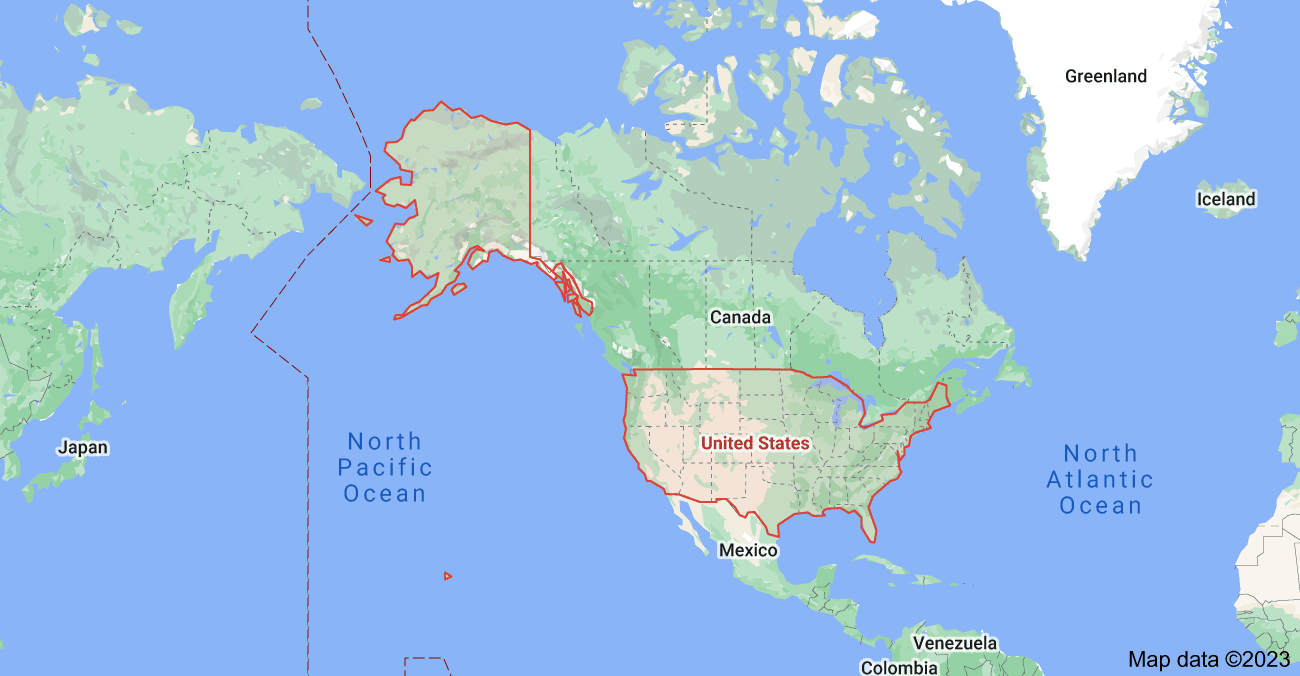 Greenland
Iceland
Canada
Japan
United States
North
Pacific
Ocean
North
Atlantic
Ocean
Mexico
Venezuela
Colombia
Map data ©2023